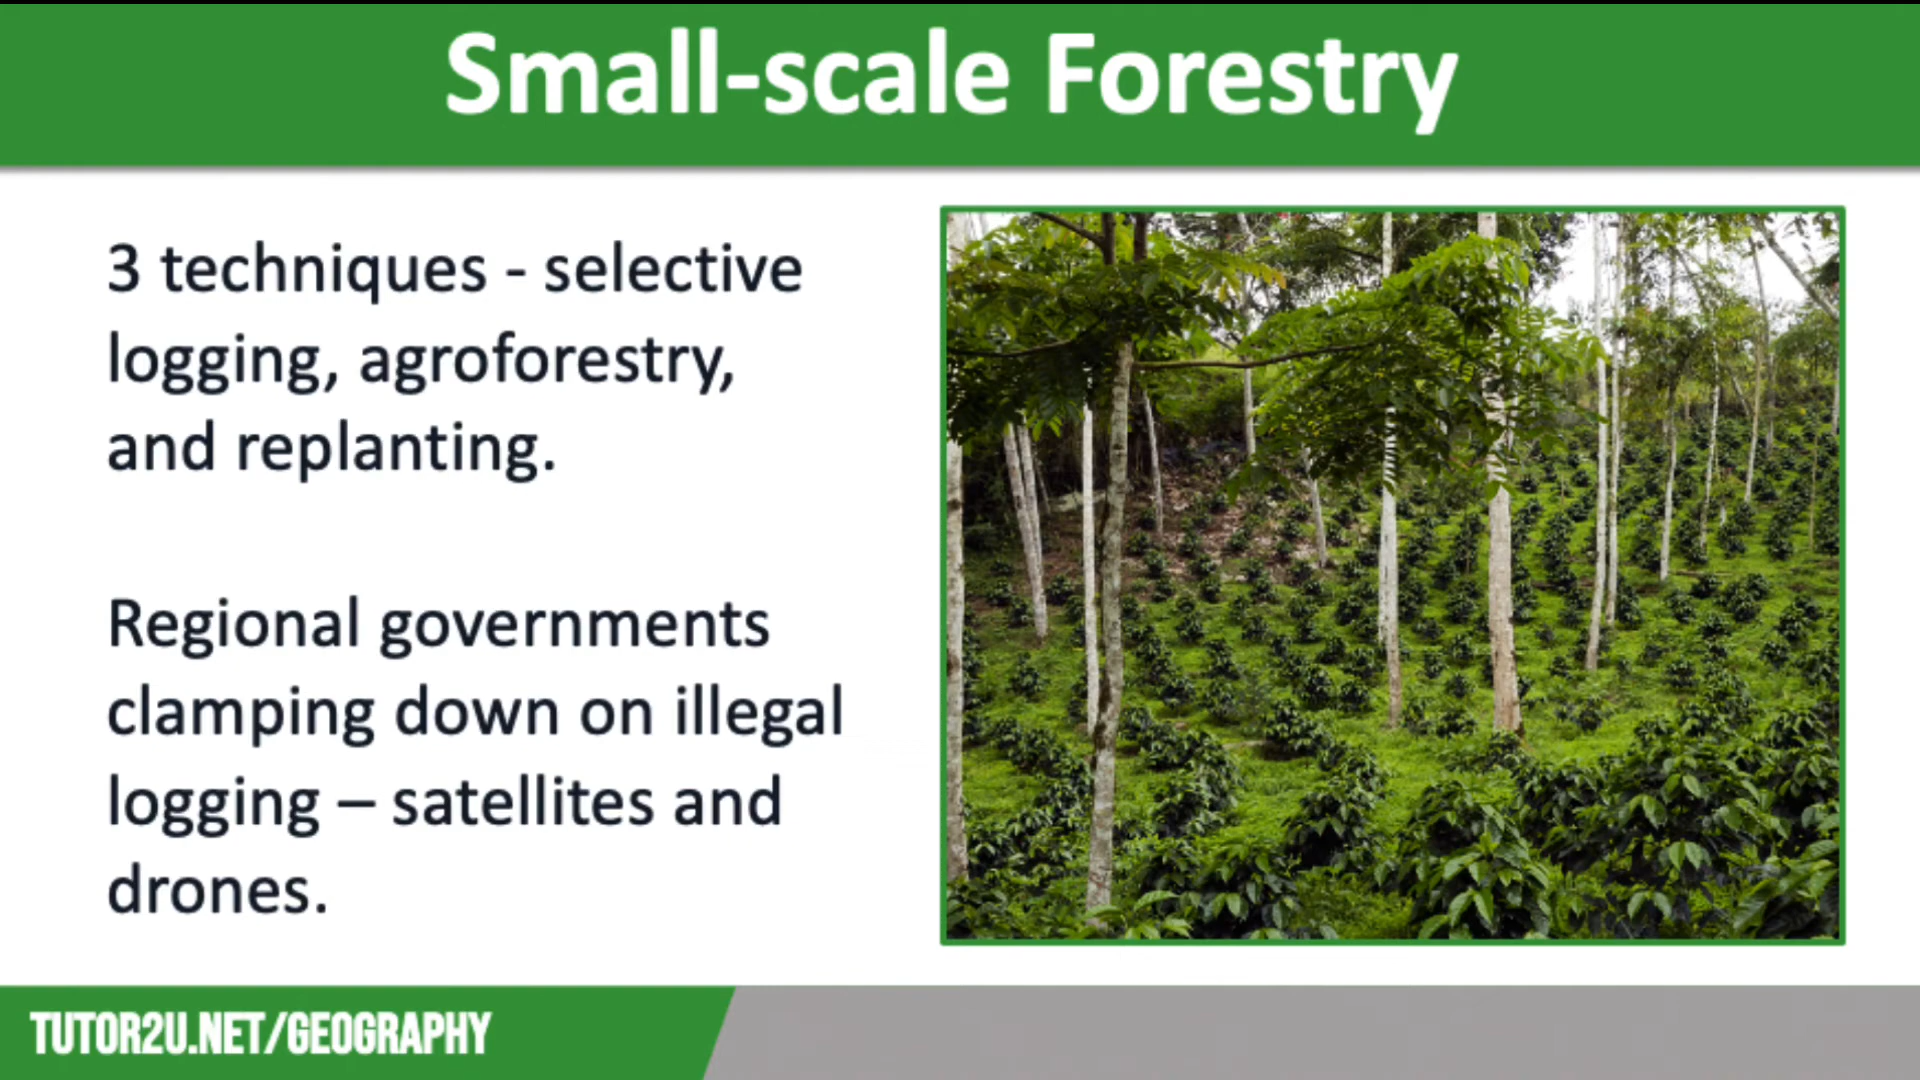 Small-scale Forestry
3 techniques - selective
logging, agroforestry,
and replanting.
Regional governments
clamping down on illegal
logging – satellites and
drones.
TUTOR2U.NET/GEOGRAPHY